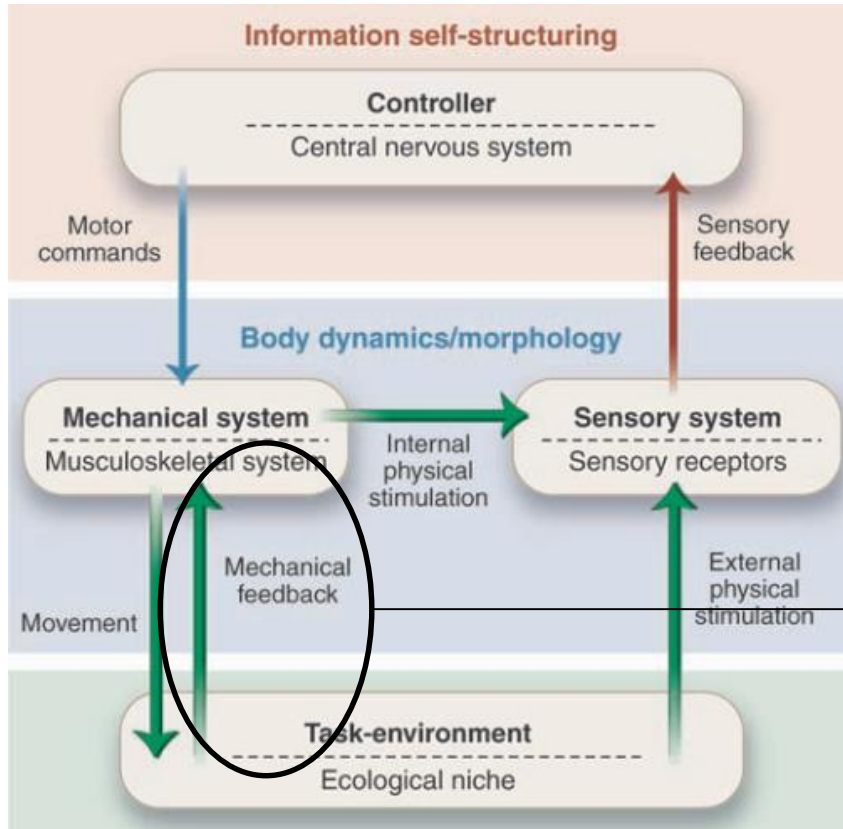 Information self-structuring
Controller
Central nervous system
Motor
commands
Sensory
feedback
Body dynamics/morphology
Mechanical system
Musculoskeletal system
Internal
physical
stimulation
Sensory system
Sensory receptors
Movement
Mechanical
feedback
External
physical
stimulation
Task-environment
Ecological niche